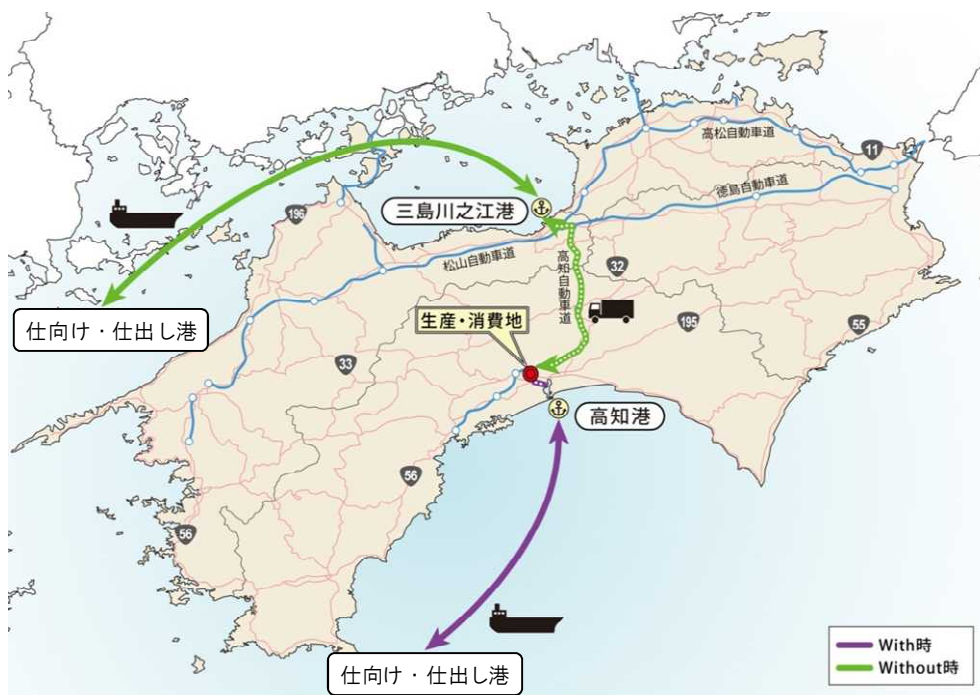 高松自動車道
11
徳島自動車道
196
三島川之江港
松山自動車道
高知自動車道
32
仕向け・仕出し港
生産・消費地
195
55
33
高知港
56
56
仕向け・仕出し港
With時
Without時